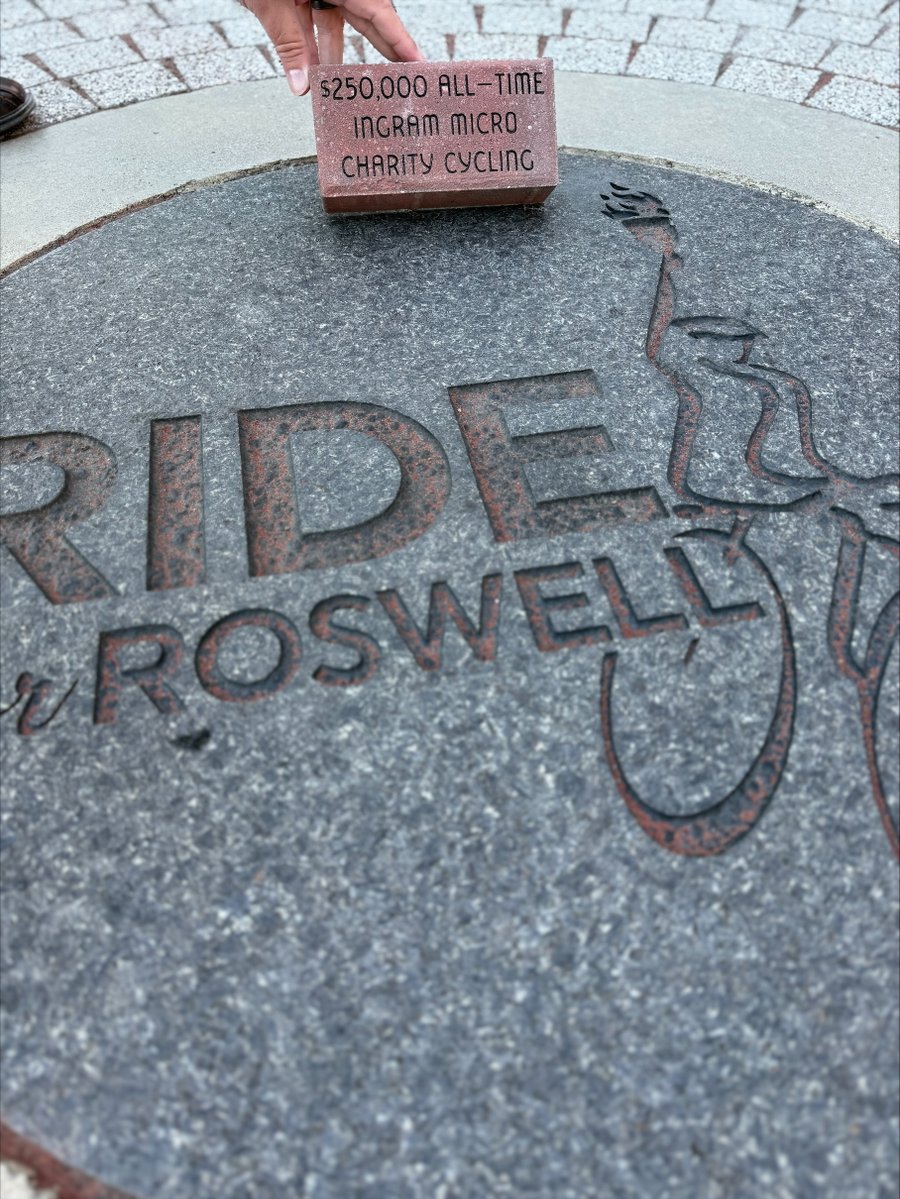 $250,000 ALL-TIME
INGRAM MICRO
CHARITY CYCLING
RIDE
r ROSWELL